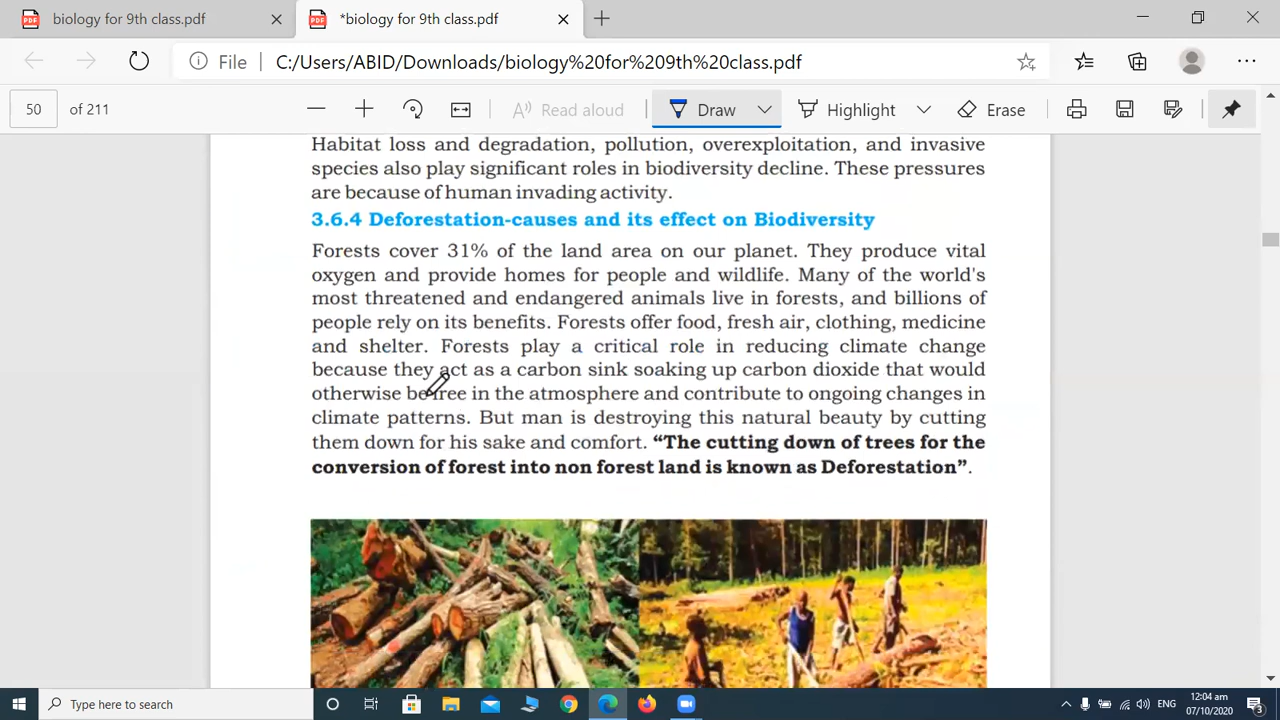 biology for 9th class.pdf
*biology for 9th class.pdf
File
C:/Users/ABID/Downloads/biology%20for%209th%20class.pdf
50 of 211
Read aloud
Draw
Highlight
Erase
Habitat loss and degradation, pollution, overexploitation, and invasive
species also play significant roles in biodiversity decline. These pressures
are because of human invading activity.
3.6.4 Deforestation-causes and its effect on Biodiversity
Forests cover 31% of the land area on our planet. They produce vital
oxygen and provide homes for people and wildlife. Many of the world's
most threatened and endangered animals live in forests, and billions of
people rely on its benefits. Forests offer food, fresh air, clothing, medicine
and shelter. Forests play a critical role in reducing climate change
because they act as a carbon sink soaking up carbon dioxide that would
otherwise be free in the atmosphere and contribute to ongoing changes in
climate patterns. But man is destroying this natural beauty by cutting
them down for his sake and comfort. “The cutting down of trees for the
conversion of forest into non forest land is known as Deforestation”.
Type here to search
ENG
12:04 am
07/10/2020
3